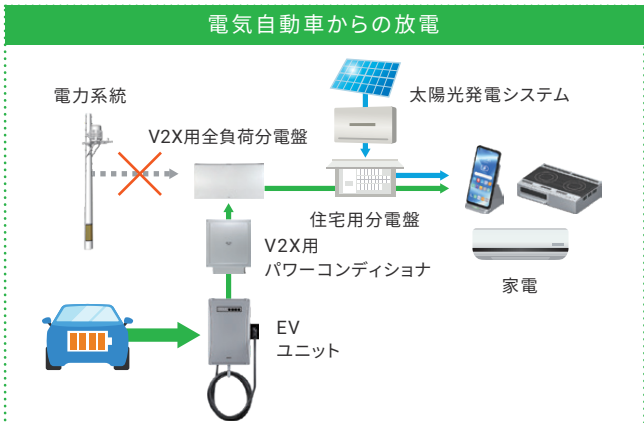 電気自動車からの放電
電力系統
太陽光発電システム
V2X用全負荷分電盤
住宅用分電盤
V2X用
パワーコンディショナ
家電
EV
ユニット